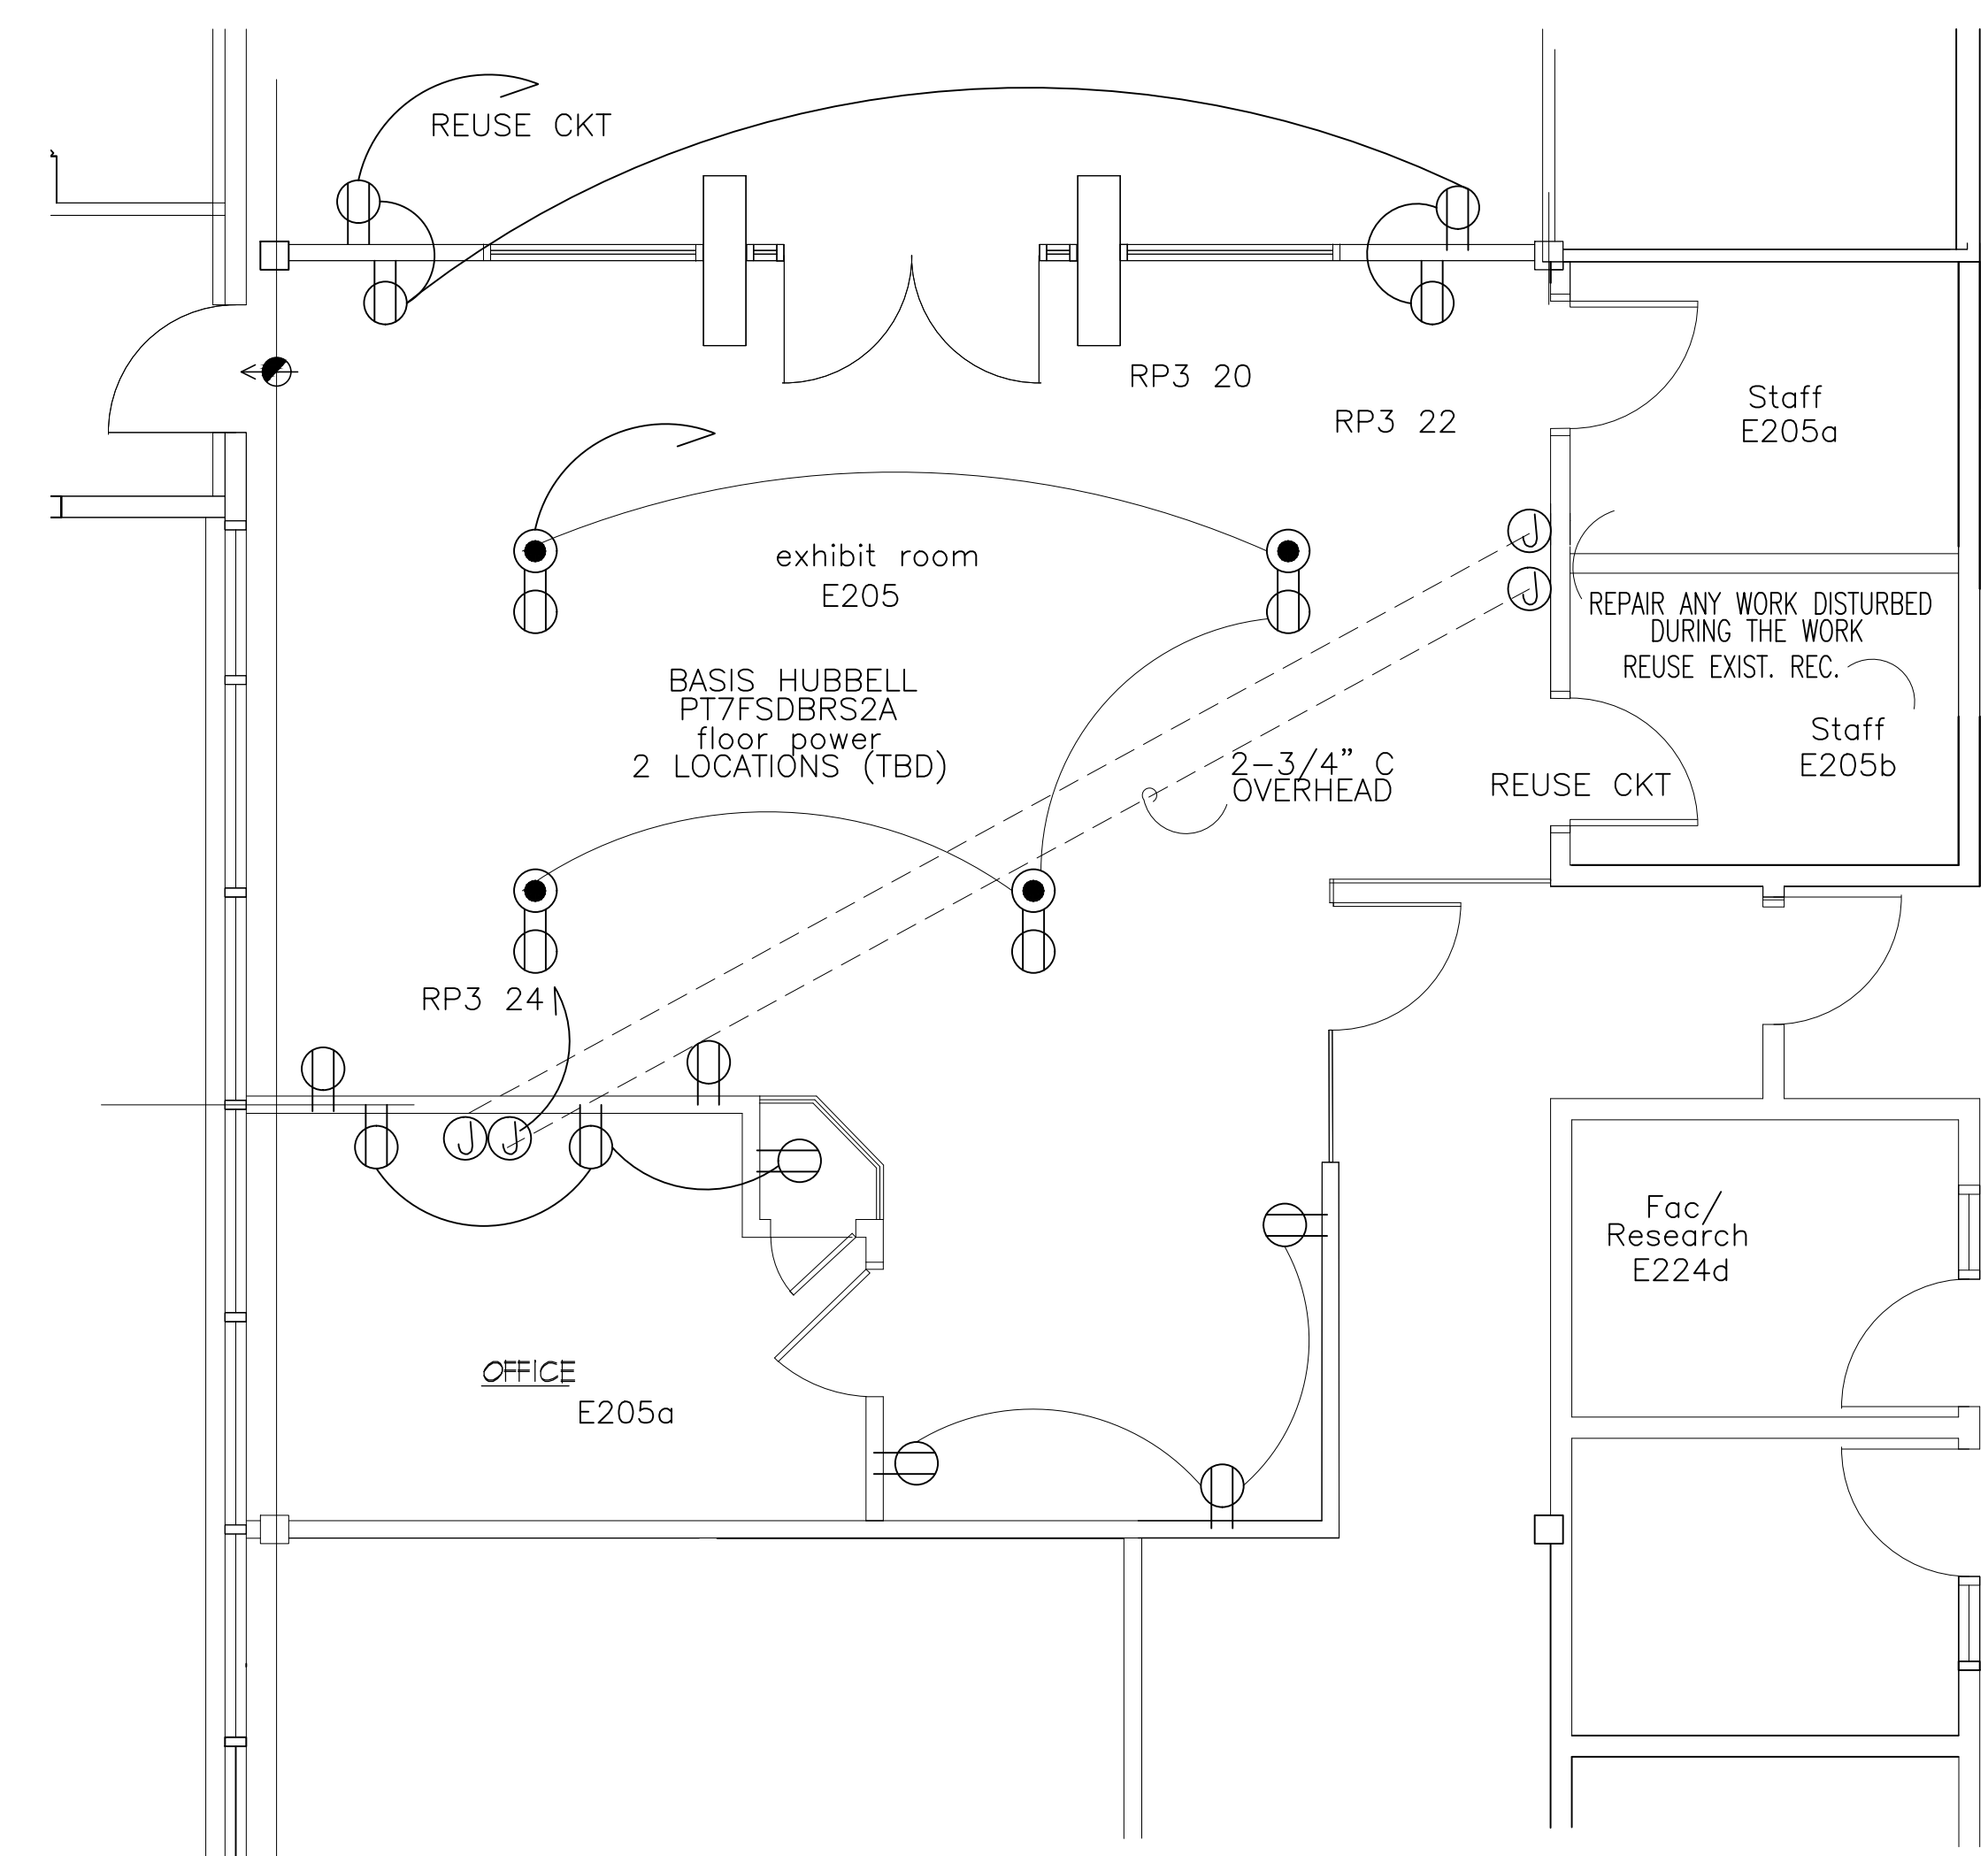 REUSE CKT
RP3 20
RP3 22
Staff
E205a
exhibit room
E205
J
J
REPAIR ANY WORK DISTURBED
DURING THE WORK
REUSE EXIST. REC.
BASIS HUBBELL
PT7FSDBRS2A
floor power
2 LOCATIONS (TBD)
2-3/4" C
OVERHEAD
Staff
E205b
REUSE CKT
RP3 24
J
J
Fac/
Research
E224d
OFFICE
E205a